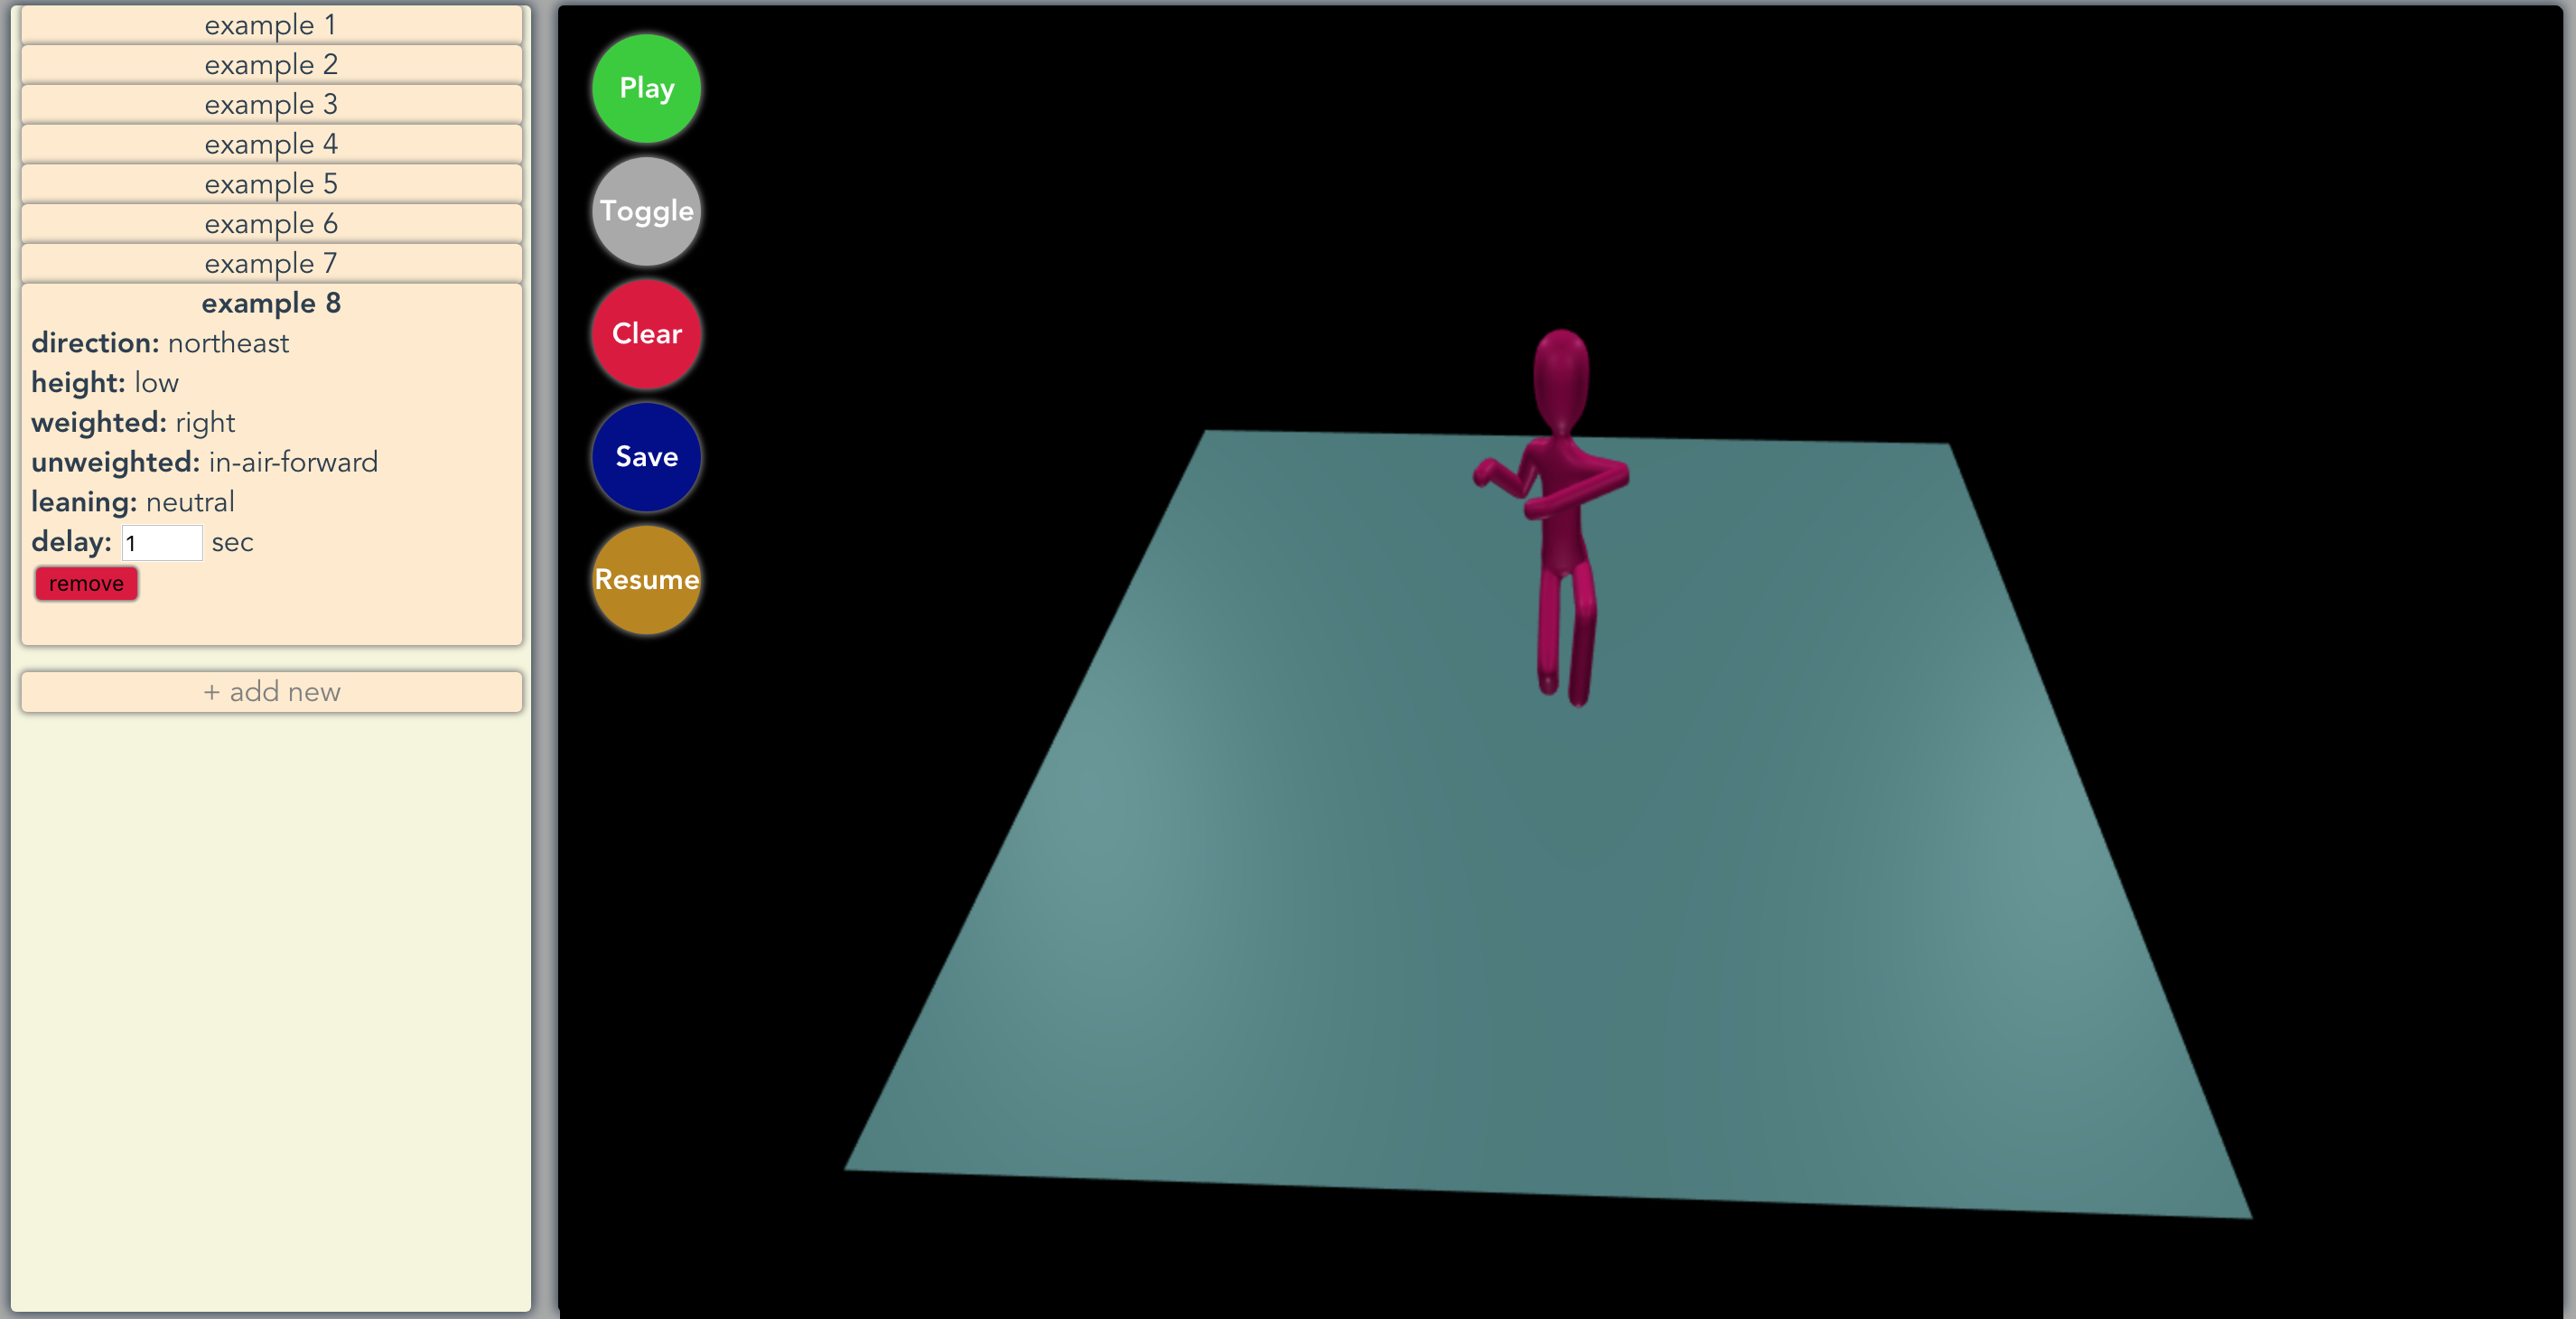 example 1
example 2
example 3
example 4
example 5
example 6
example 7
example 8
direction: northeast
height: low
weighted: right
unweighted: in-air-forward
leaning: neutral
delay: 1 sec
remove
+ add new
Play
Toggle
Clear
Save
Resume